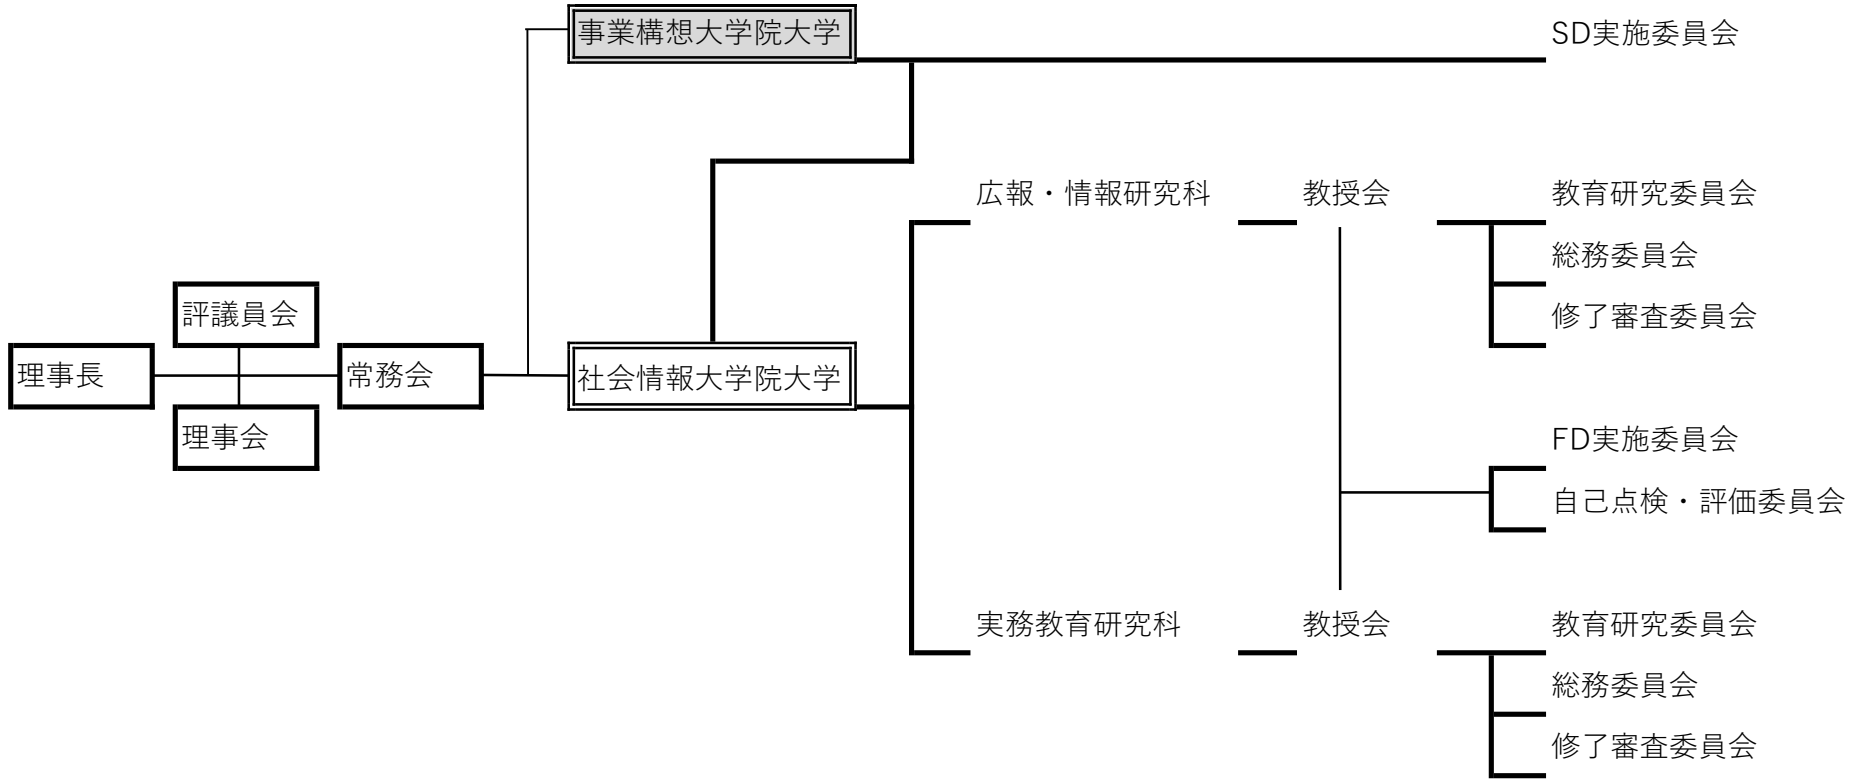 事業構想大学院大学
SD実施委員会
広報・情報研究科
教授会
教育研究委員会
総務委員会
修了審査委員会
評議員会
理事長
常務会
社会情報大学院大学
理事会
FD実施委員会
自己点検・評価委員会
実務教育研究科
教授会
教育研究委員会
総務委員会
修了審査委員会